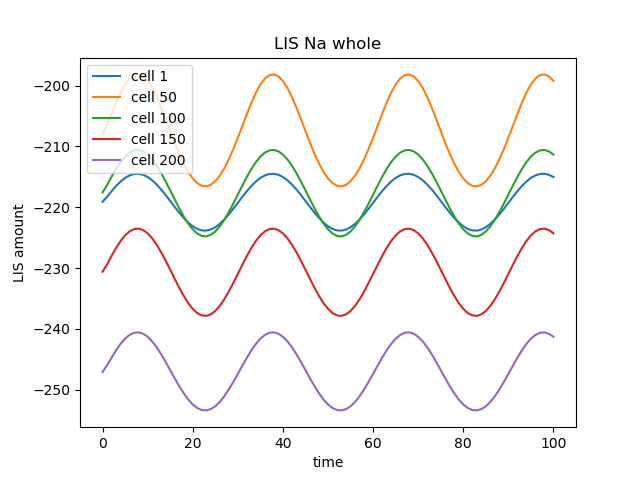 LIS Na whole
cell 1
cell 50
cell 100
cell 150
cell 200
−200
−210
−220
−230
−240
−250
LIS amount
0 20 40 60 80 100
time